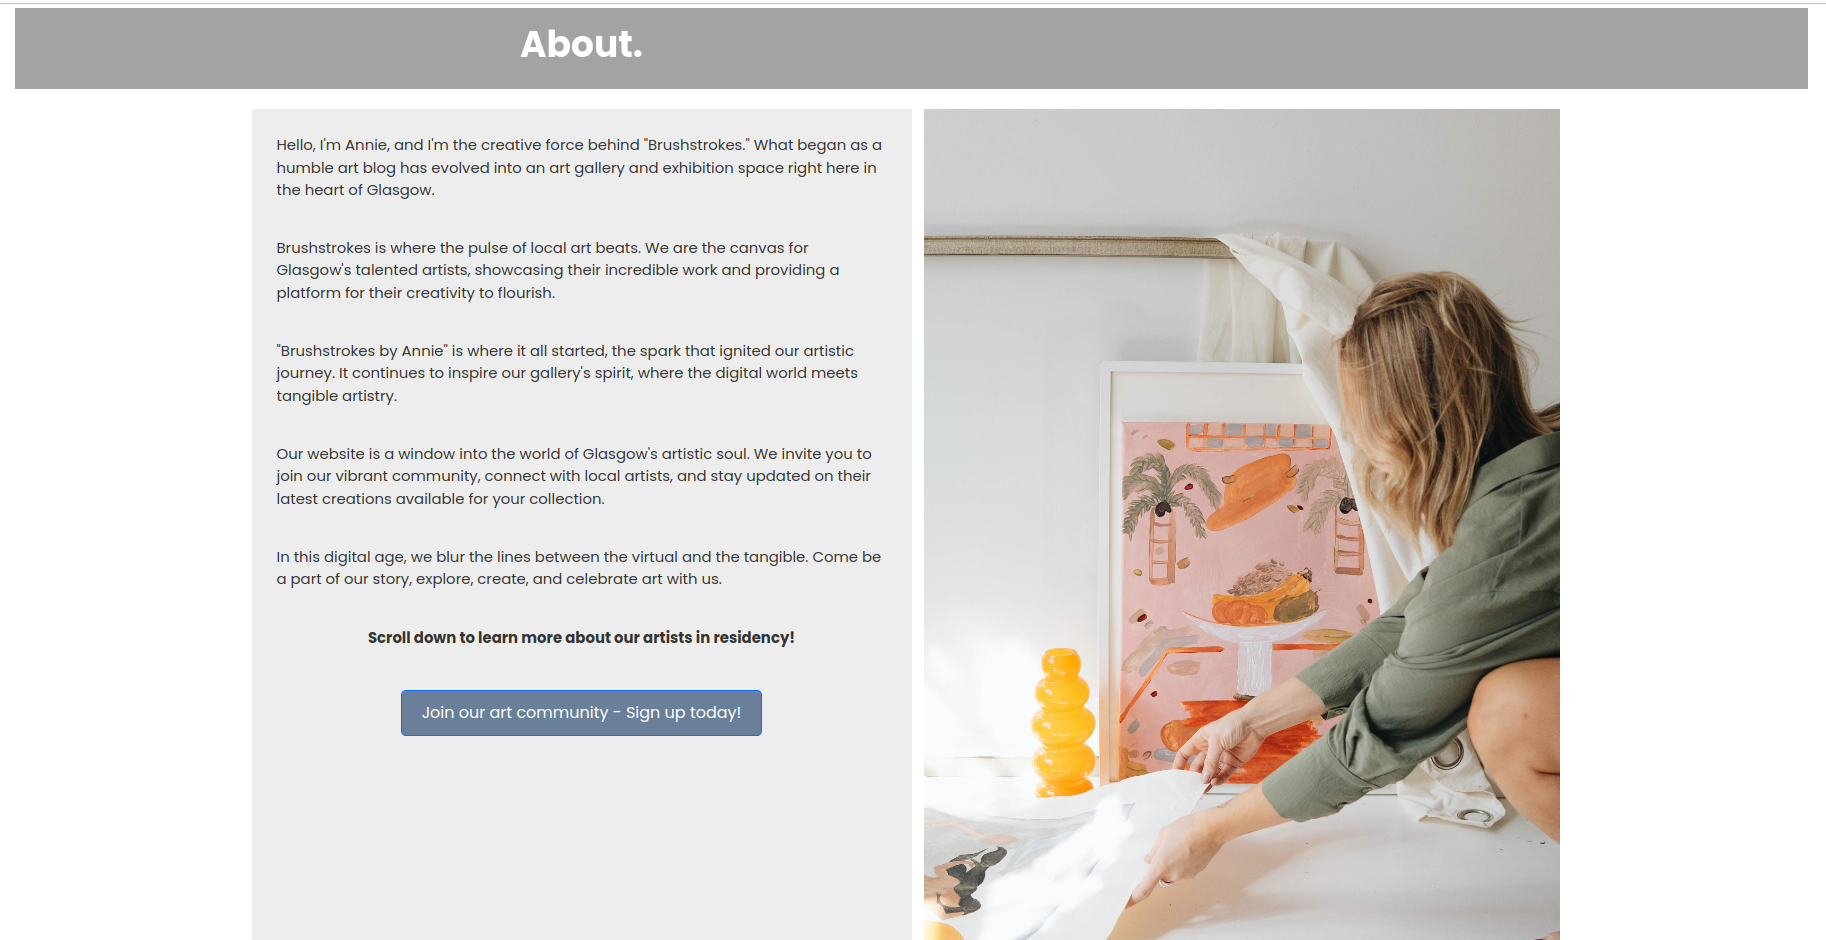 About.
Hello, I'm Annie, and I'm the creative force behind "Brushstrokes." What began as a
humble art blog has evolved into an art gallery and exhibition space right here in
the heart of Glasgow.
Brushstrokes is where the pulse of local art beats. We are the canvas for
Glasgow's talented artists, showcasing their incredible work and providing a
platform for their creativity to flourish.
"Brushstrokes by Annie" is where it all started, the spark that ignited our artistic
journey. It continues to inspire our gallery's spirit, where the digital world meets
tangible artistry.
Our website is a window into the world of Glasgow's artistic soul. We invite you to
join our vibrant community, connect with local artists, and stay updated on their
latest creations available for your collection.
In this digital age, we blur the lines between the virtual and the tangible. Come be
a part of our story, explore, create, and celebrate art with us.
Scroll down to learn more about our artists in residency!
Join our art community - Sign up today!